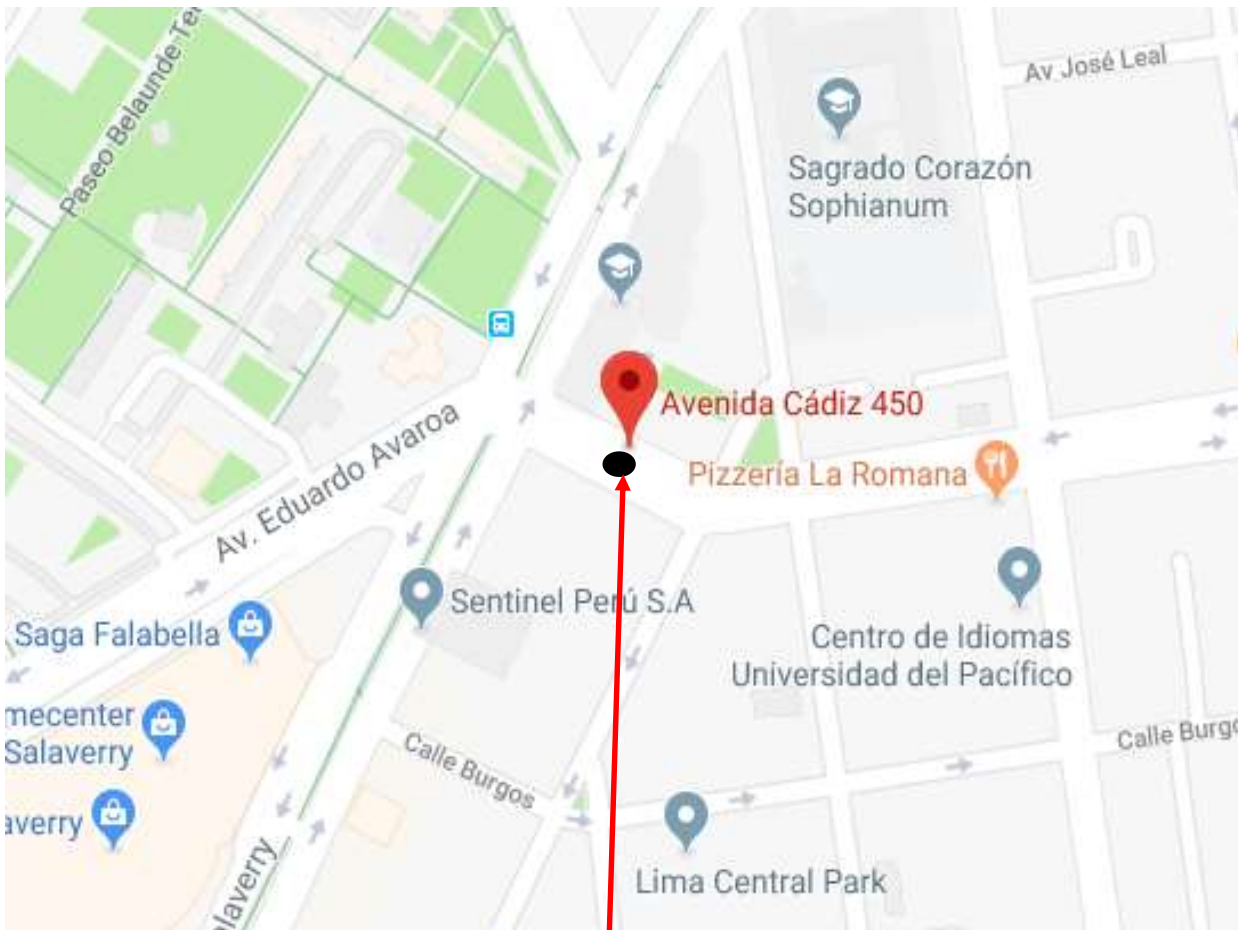 Paseo Belaunde Ter
Av José Leal
Sagrado Corazón
Sophianum
Avenida Cádiz 450
Av. Eduardo Avaroa
Pizzería La Romana
Sentinel Perú S.A
Saga Falabella
Centro de Idiomas
Universidad del Pacífico
mecenter
Salaverry
Calle Burgos
Calle Burgo
averry
alaverry
Lima Central Park